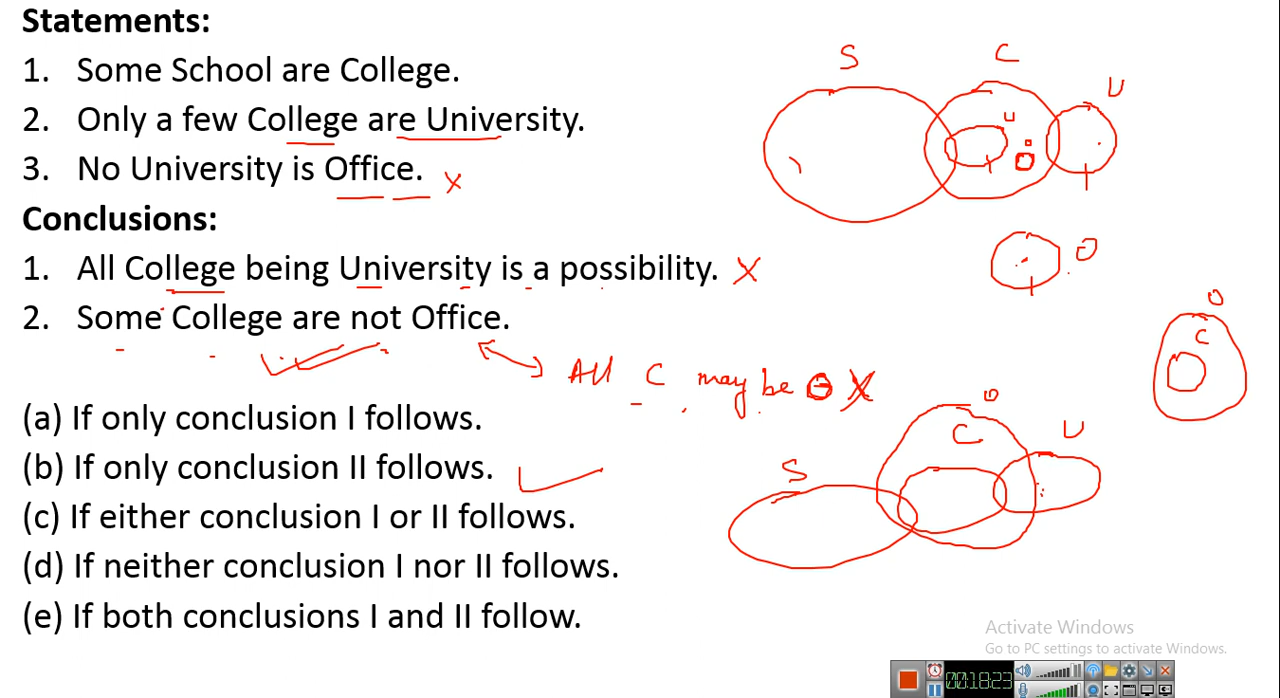 Statements:
1. Some School are College.
2. Only a few College are University.
3. No University is Office. x
Conclusions:
1. All College being University is a possibility. X
2. Some College are not Office.
All C may be O X
(a) If only conclusion I follows.
(b) If only conclusion II follows.
(c) If either conclusion I or II follows.
(d) If neither conclusion I nor II follows.
(e) If both conclusions I and II follow.
S C U
U
O
O
C
O
C U
S
Activate Windows
Go to PC settings to activate Windows.
00:18:23